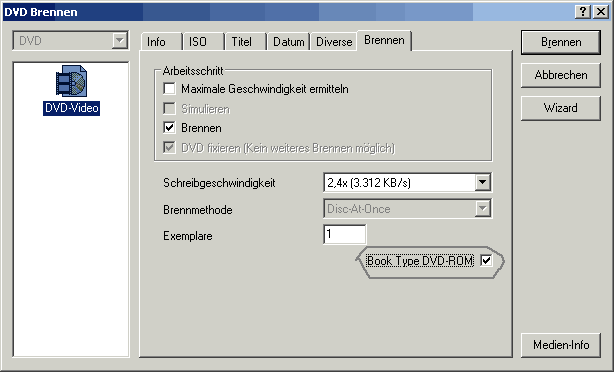 DVD Brennen
DVD
DVD-Video
Info ISO Titel Datum Diverse Brennen
Arbeitsschritt
Maximale Geschwindigkeit ermitteln
Simulieren
Brennen
DVD fixieren (Kein weiteres Brennen möglich)
Schreibgeschwindigkeit 2,4x (3.312 KB/s)
Brennmethode Disc-At-Once
Exemplare 1
Book Type DVD-ROM
Brennen
Abbrechen
Wizard
Medien-Info